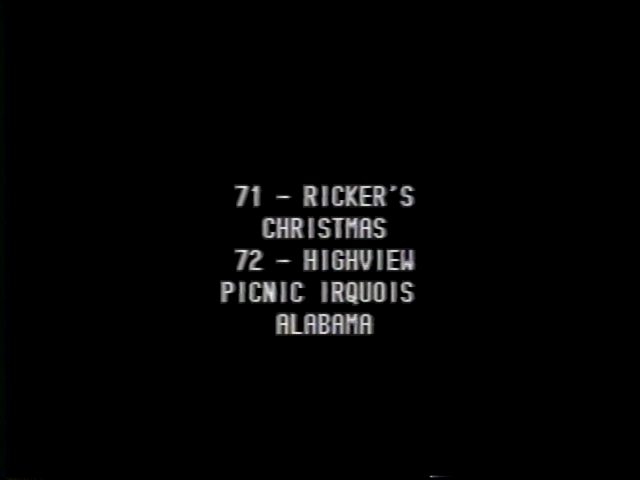 71 - RICKER'S
CHRISTMAS
72 - HIGHVIEW
PICNIC IRQUOIS
ALABAMA